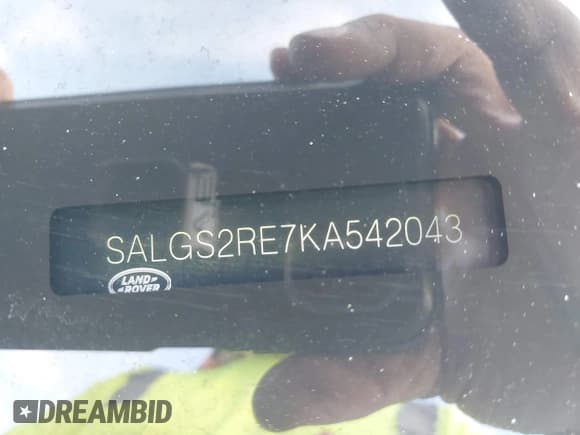 SALGS2RE7KA542043
LAND
ROVER
DREAMBID